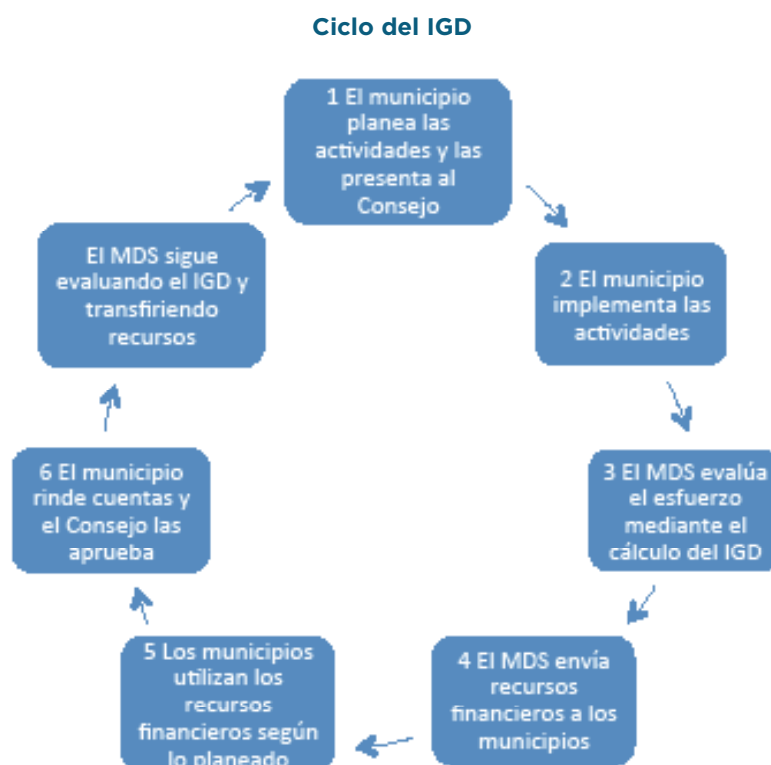 Ciclo del IGD
1 El municipio
planea las
actividades y las
presenta al
Consejo
2 El municipio
implementa las
actividades
3 El MDS evalúa
el esfuerzo
mediante el
cálculo del IGD
4 El MDS envía
recursos
financieros a los
municipios
5 Los municipios
utilizan los
recursos
financieros según
lo planeado
6 El municipio
rinde cuentas y
el Consejo las
aprueba
El MDS sigue
evaluando el IGD y
transfiriendo
recursos